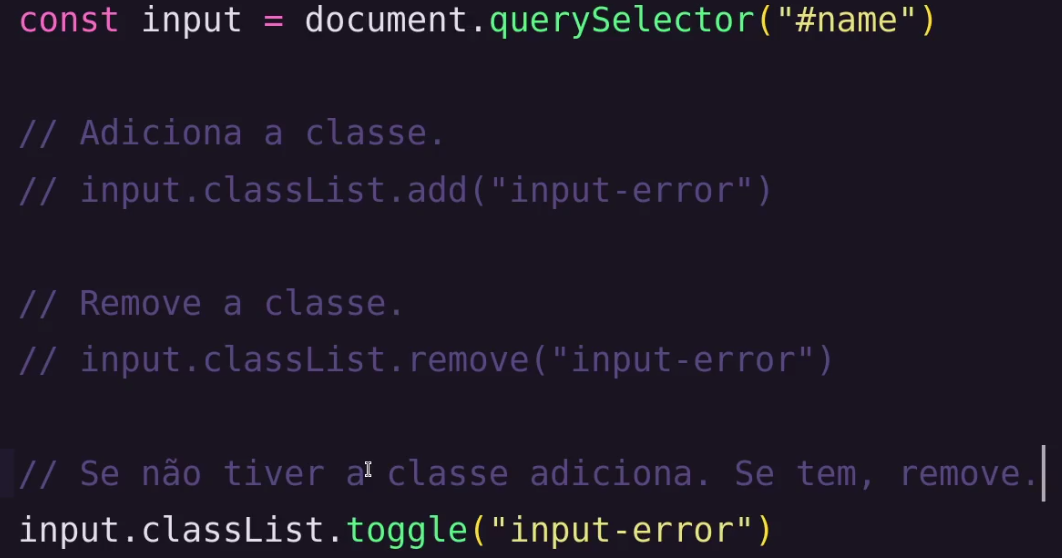 const input = document.querySelector("#name")
// Adiciona a classe.
// input.classList.add("input-error")
// Remove a classe.
// input.classList.remove("input-error")
// Se não tiver a classe adiciona. Se tem, remove.
input.classList.toggle("input-error")